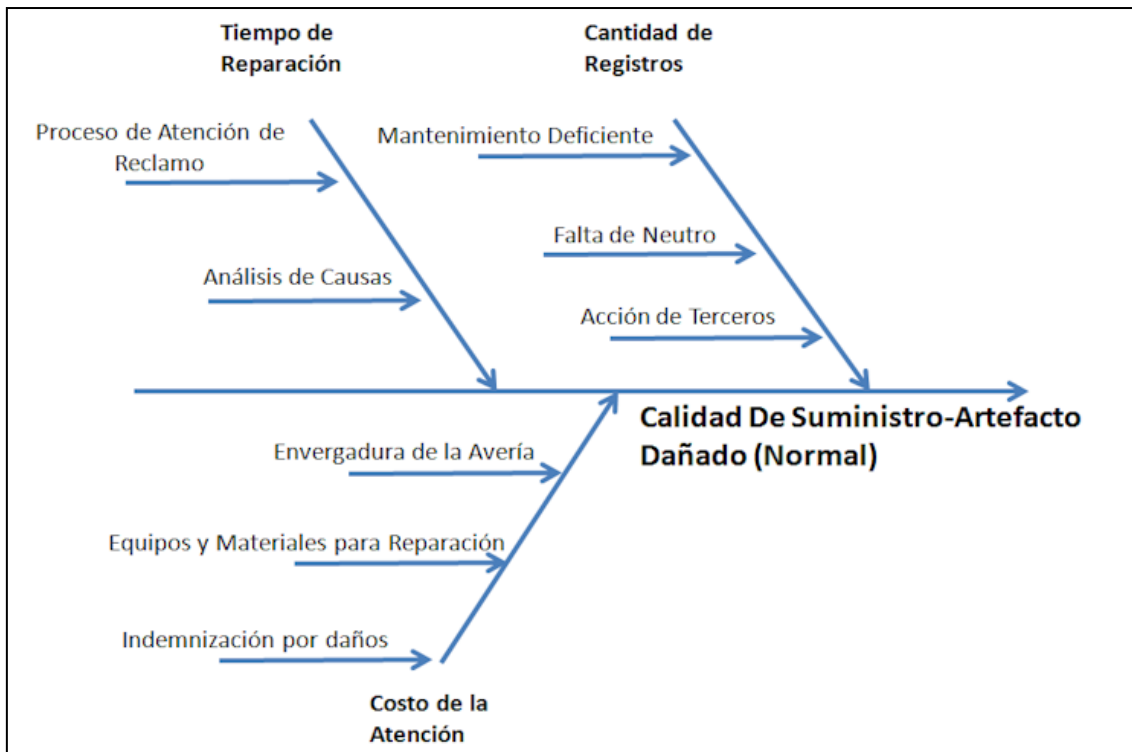 Tiempo de
Reparación
Cantidad de
Registros
Proceso de Atención de
Reclamo
Mantenimiento Deficiente
Falta de Neutro
Análisis de Causas
Acción de Terceros
Calidad De Suministro-Artefacto
Dañado (Normal)
Envergadura de la Avería
Equipos y Materiales para Reparación
Indemnización por daños
Costo de la
Atención